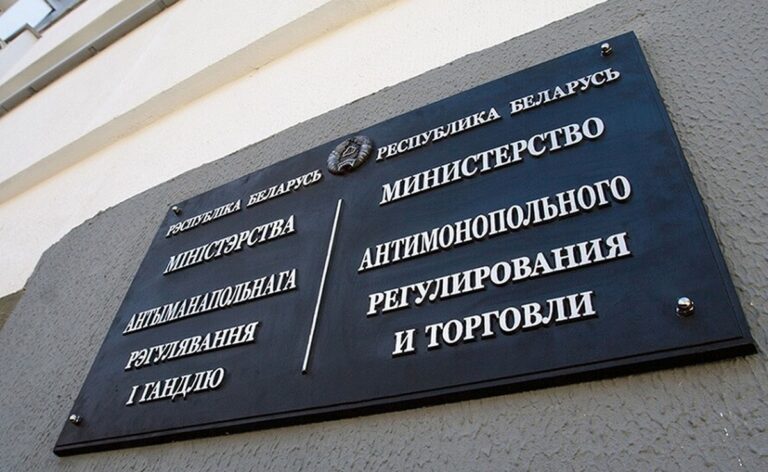 РЭСПУБЛІКА БЕЛАРУСЬ
МІНІСТЭРСТВА
АНТЫМАНАПОЛЬНАГА
РЭГУЛЯВАННЯ
І ГАНДЛЮ
РЕСПУБЛИКА БЕЛАРУСЬ
МИНИСТЕРСТВО
АНТИМОНОПОЛЬНОГО
РЕГУЛИРОВАНИЯ
И ТОРГОВЛИ